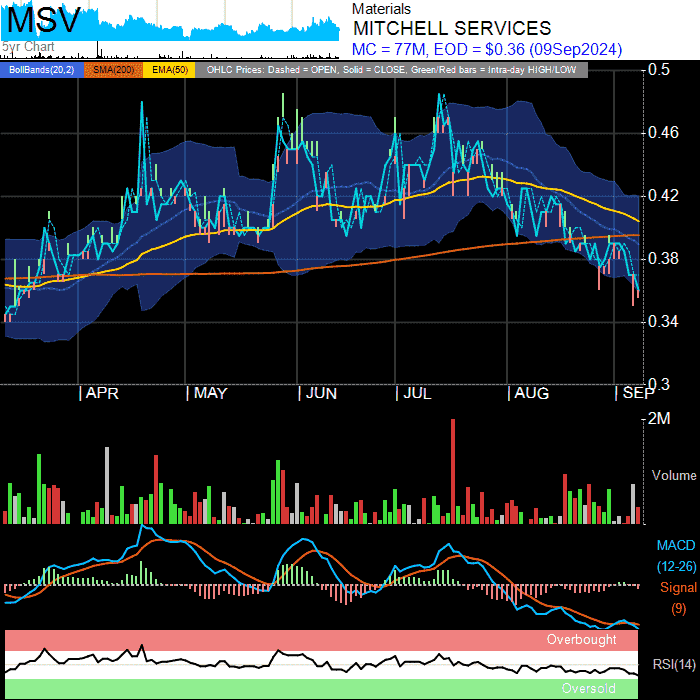 MSV
5yr Chart
Materials
MITCHELL SERVICES
MC = 77M, EOD = $0.36 (09Sep2024)
BollBands(20,2) SMA(200) EMA(50) OHLC Prices: Dashed = OPEN, Solid = CLOSE, Green/Red bars = Intra-day HIGH/LOW
0.5
0.46
0.42
0.38
0.34
0.3
APR MAY JUN JUL AUG SEP
2M
Volume
MACD
(12-26)
Signal
(9)
Overbought
RSI(14)
Oversold